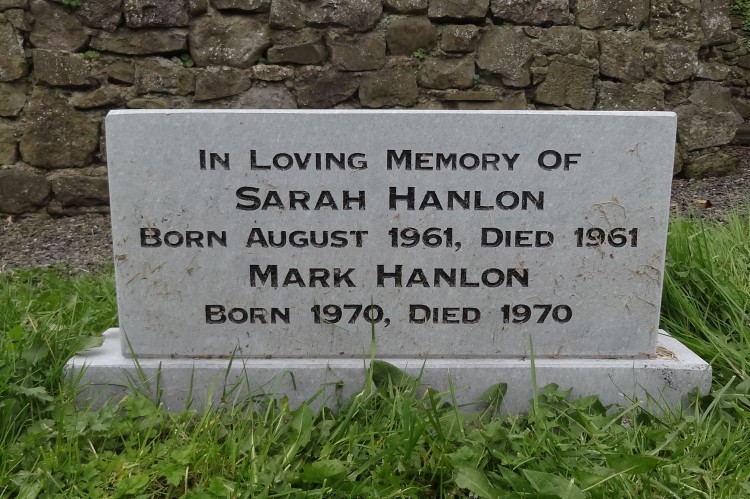 In Loving Memory Of
Sarah Hanlon
Born August 1961, Died 1961
Mark Hanlon
Born 1970, Died 1970